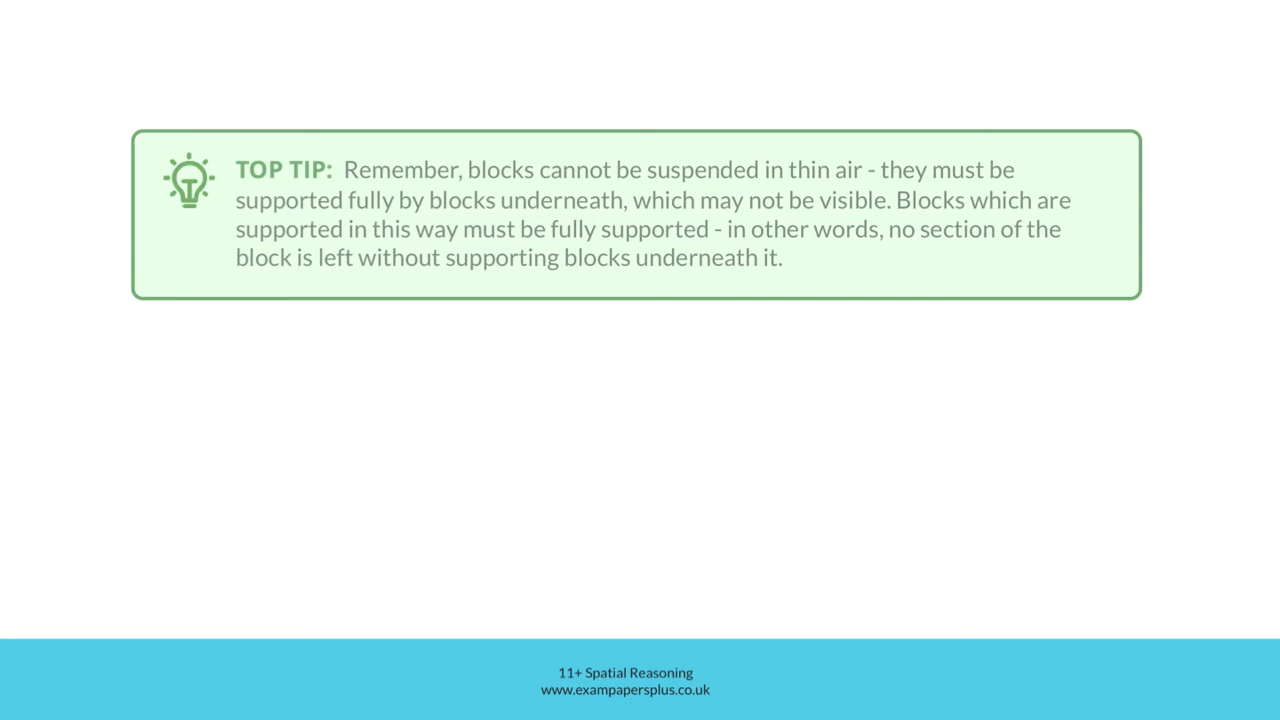 TOP TIP: Remember, blocks cannot be suspended in thin air - they must be
supported fully by blocks underneath, which may not be visible. Blocks which are
supported in this way must be fully supported - in other words, no section of the
block is left without supporting blocks underneath it.
11+ Spatial Reasoning
www.exampapersplus.co.uk